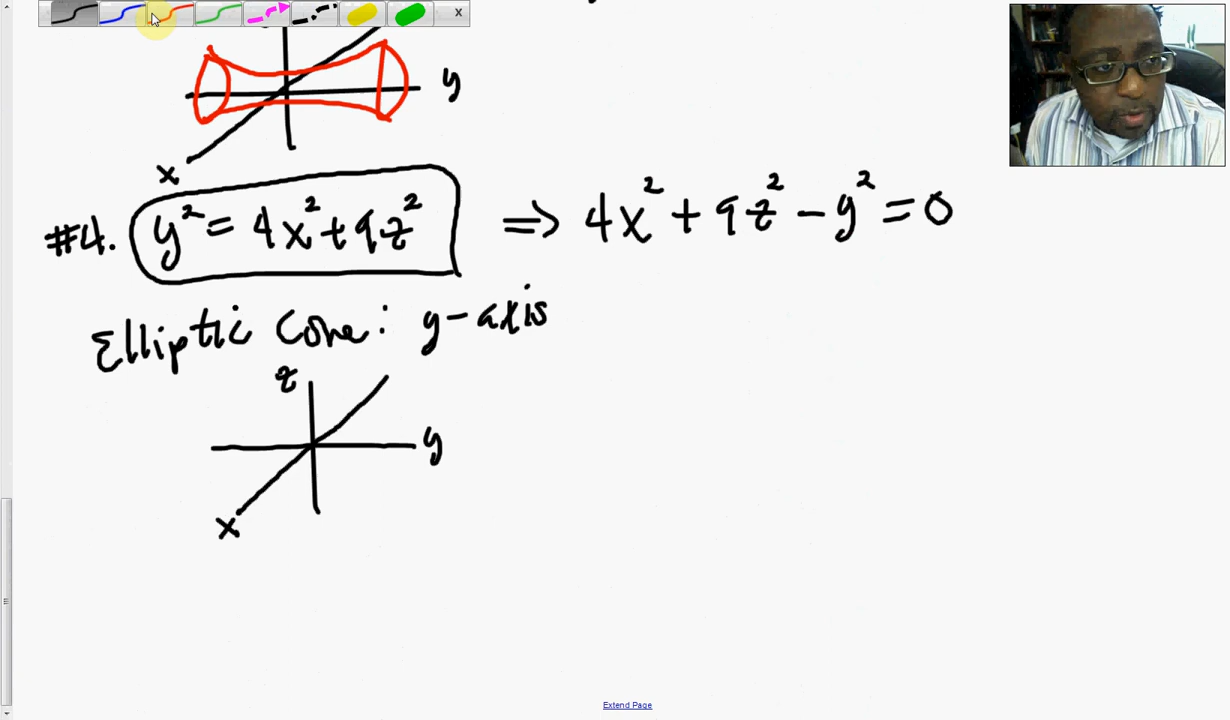 y
x
#4. y² = 4x² + 9z² ⇒ 4x² + 9z² − y² = 0
Elliptic Cone: y-axis
z
y
x
Extend Page